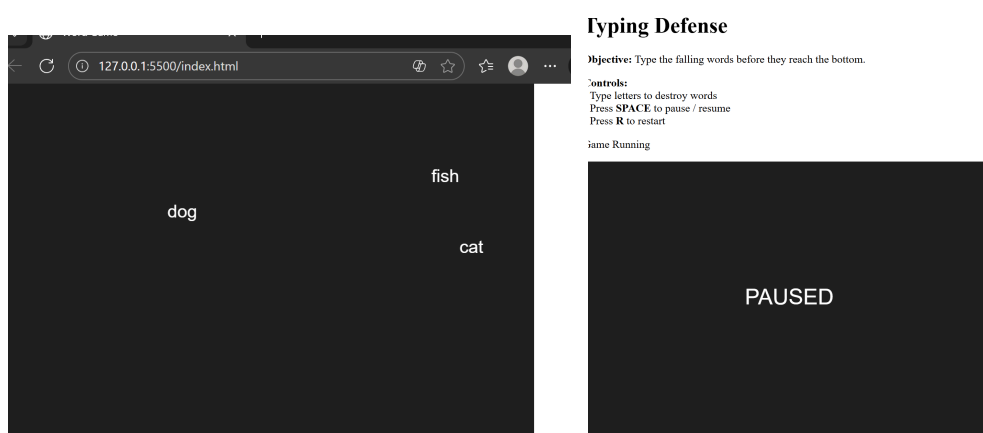 127.0.0.1:5500/index.html
fish
dog
cat
Typing Defense
Objective: Type the falling words before they reach the bottom.
Controls:
Type letters to destroy words
Press SPACE to pause / resume
Press R to restart
Game Running
PAUSED